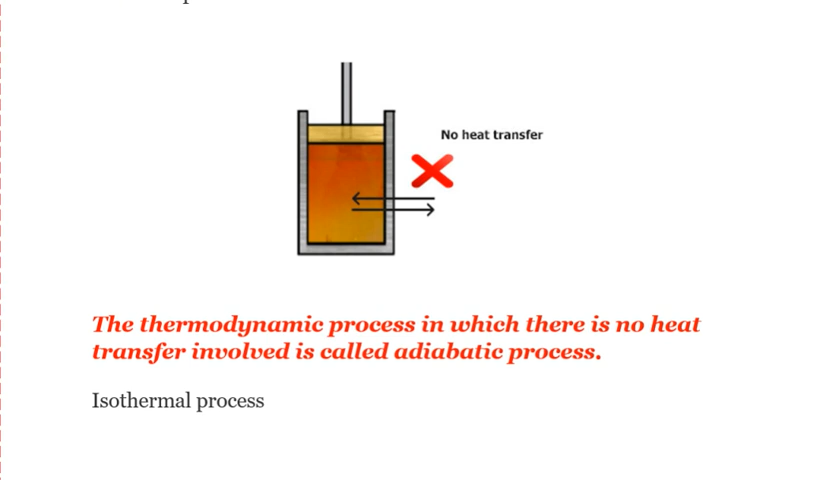 No heat transfer
The thermodynamic process in which there is no heat
transfer involved is called adiabatic process.
Isothermal process